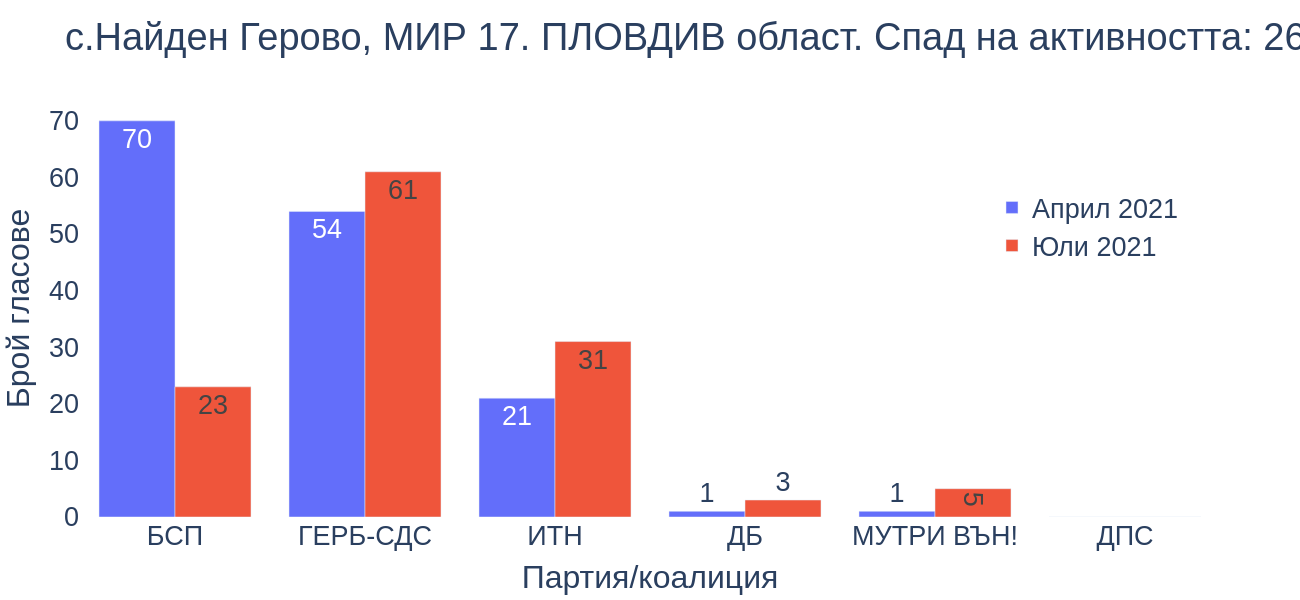 с.Найден Герово, МИР 17. ПЛОВДИВ област. Спад на активността: 26
70
60
50
40
30
20
10
0
Брой гласове
70
23
54
61
21
31
1
3
1
5
Април 2021
Юли 2021
БСП
ГЕРБ-СДС
ИТН
ДБ
МУТРИ ВЪН!
ДПС
Партия/коалиция